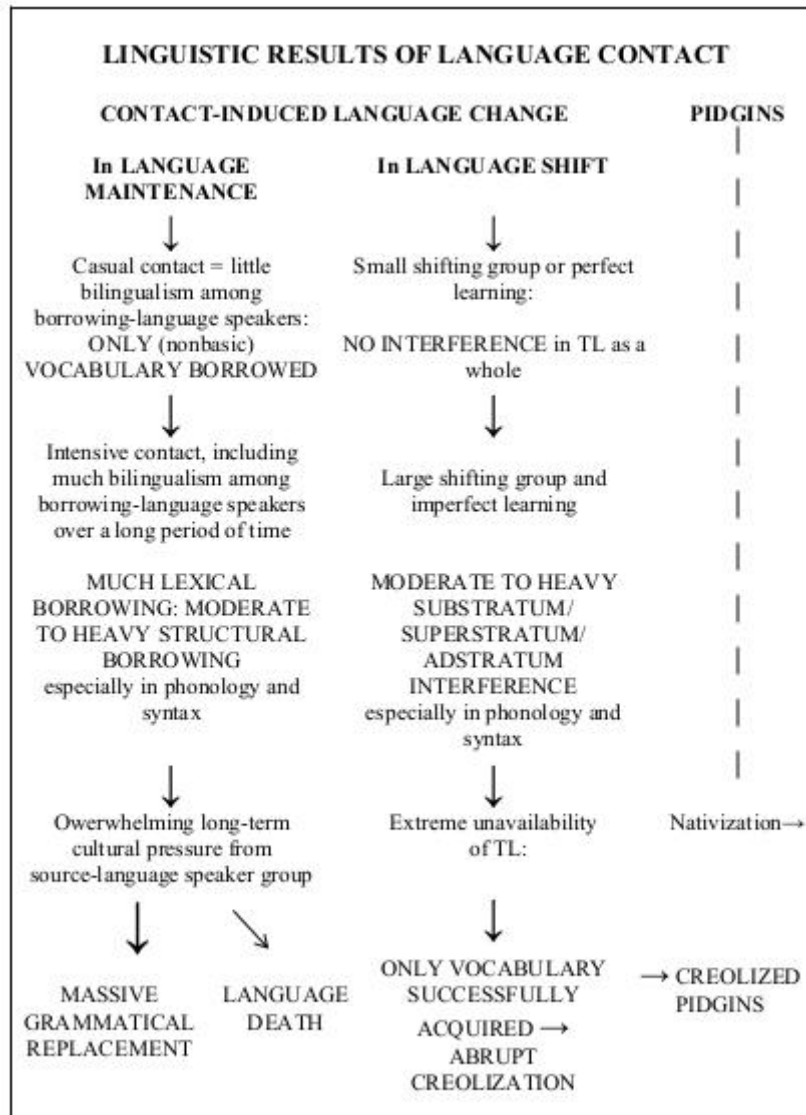 LINGUISTIC RESULTS OF LANGUAGE CONTACT
CONTACT-INDUCED LANGUAGE CHANGE
PIDGINS
In LANGUAGE
MAINTENANCE
In LANGUAGE SHIFT
Casual contact = little
bilingualism among
borrowing-language speakers:
ONLY (nonbasic)
VOCABULARY BORROWED
Small shifting group or perfect
learning:
NO INTERFERENCE in TL as a
whole
Intensive contact, including
much bilingualism among
borrowing-language speakers
over a long period of time
Large shifting group and
imperfect learning
MUCH LEXICAL
BORROWING: MODERATE
TO HEAVY STRUCTURAL
BORROWING
especially in phonology and
syntax
MODERATE TO HEAVY
SUBSTRATUM/
SUPERSTRATUM/
ADSTRATUM
INTERFERENCE
especially in phonology and
syntax
Owerwhelming long-term
cultural pressure from
source-language speaker group
Extreme unavailability
of TL:
Nativization→
MASSIVE
GRAMMATICAL
REPLACEMENT
LANGUAGE
DEATH
ONLY VOCABULARY
SUCCESSFULLY
ACQUIRED →
ABRUPT
CREOLIZATION
→ CREOLIZED
PIDGINS